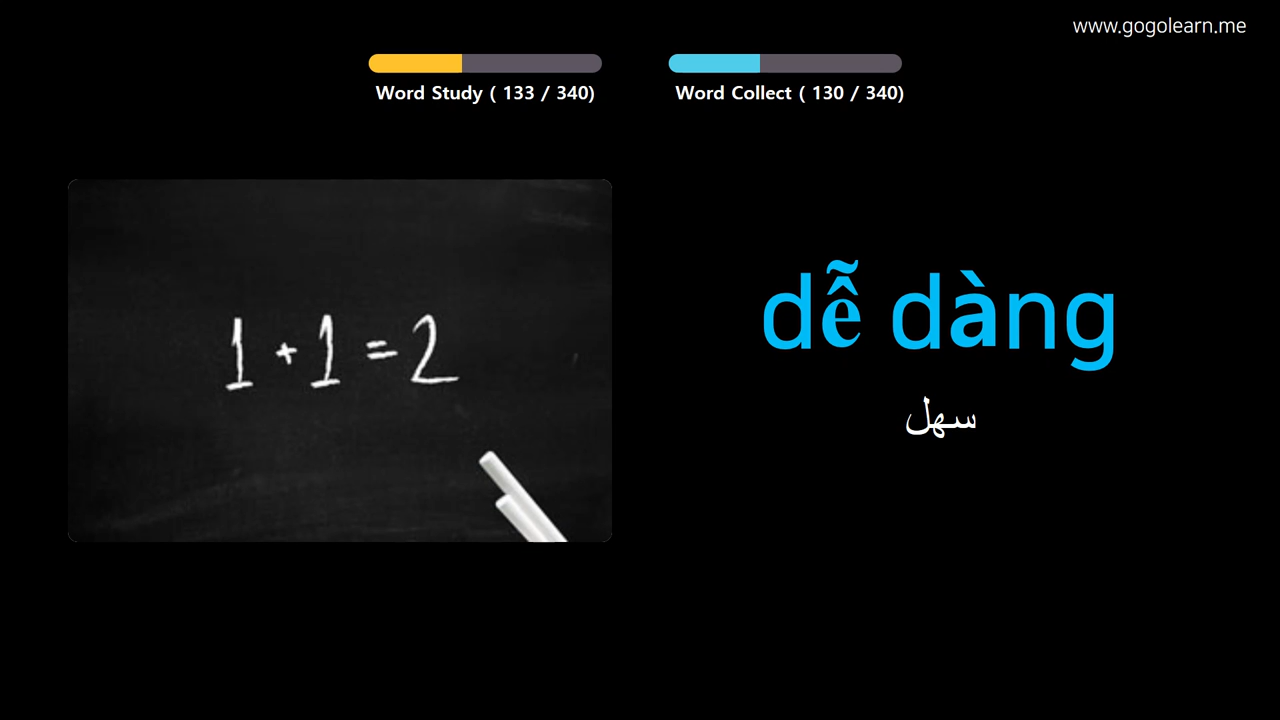 www.gogolearn.me
Word Study ( 133 / 340)
Word Collect ( 130 / 340)
1 + 1 = 2
dễ dàng
سهل